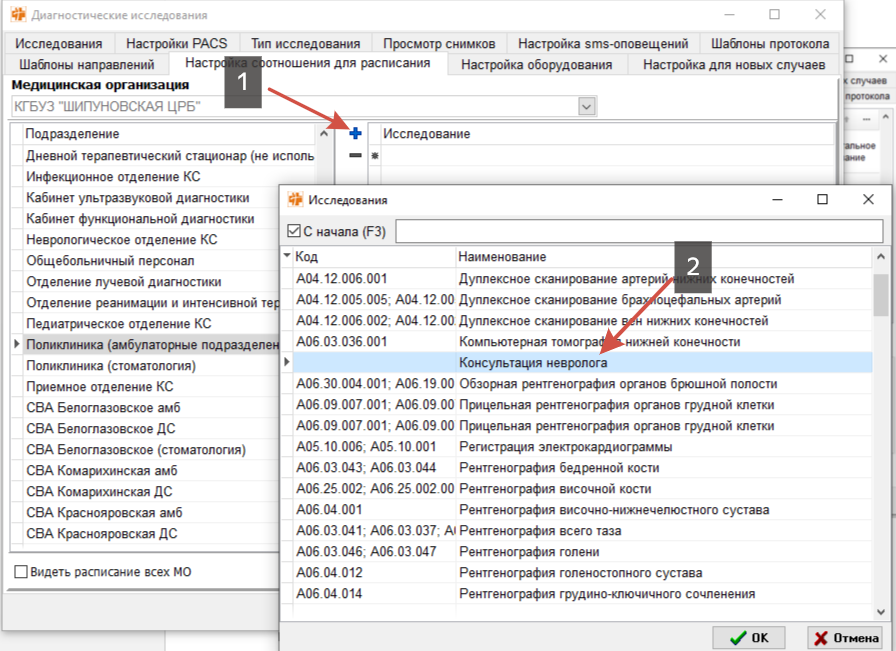 Диагностические исследования
Исследования Настройки PACS Тип исследования Просмотр снимков Настройка sms-оповещений Шаблоны протокола
Шаблоны направлений Настройка соотношения для расписания Настройка оборудования Настройка для новых случаев
1
Медицинская организация
КГБУЗ "ШИПУНОВСКАЯ ЦРБ"
Подразделение
Дневной терапевтический стационар (не исполь
Инфекционное отделение КС
Кабинет ультразвуковой диагностики
Кабинет функциональной диагностики
Неврологическое отделение КС
Общебольничный персонал
Отделение лучевой диагностики
Отделение реанимации и интенсивной тер
Педиатрическое отделение КС
Поликлиника (амбулаторные подразделен
Поликлиника (стоматология)
Приемное отделение КС
СВА Белоглазовское амб
СВА Белоглазовское ДС
СВА Белоглазовское (стоматология)
СВА Комарихинская амб
СВА Комарихинская ДС
СВА Краснояровская амб
СВА Краснояровская ДС
Видеть расписание всех МО
Исследование
х случаев
протокола
альное
ание
Исследования
С начала (F3)
2
Код Наименование
A04.12.006.001 Дуплексное сканирование артерий нижних конечностей
A04.12.005.005; A04.12.00 Дуплексное сканирование брахиоцефальных артерий
A04.12.006.002; A04.12.00 Дуплексное сканирование вен нижних конечностей
A06.03.036.001 Компьютерная томография нижней конечности
Консультация невролога
A06.30.004.001; A06.19.00 Обзорная рентгенография органов брюшной полости
A06.09.007.001; A06.09.00 Прицельная рентгенография органов грудной клетки
A06.09.007.001; A06.09.00 Прицельная рентгенография органов грудной клетки
A05.10.006; A05.10.001 Регистрация электрокардиограммы
A06.03.043; A06.03.044 Рентгенография бедренной кости
A06.25.002; A06.25.002.00 Рентгенография височной кости
A06.04.001 Рентгенография височно-нижнечелюстного сустава
A06.03.041; A06.03.037; A Рентгенография всего таза
A06.03.046; A06.03.047 Рентгенография голени
A06.04.012 Рентгенография голеностопного сустава
A06.04.014 Рентгенография грудино-ключичного сочленения
OK Отмена